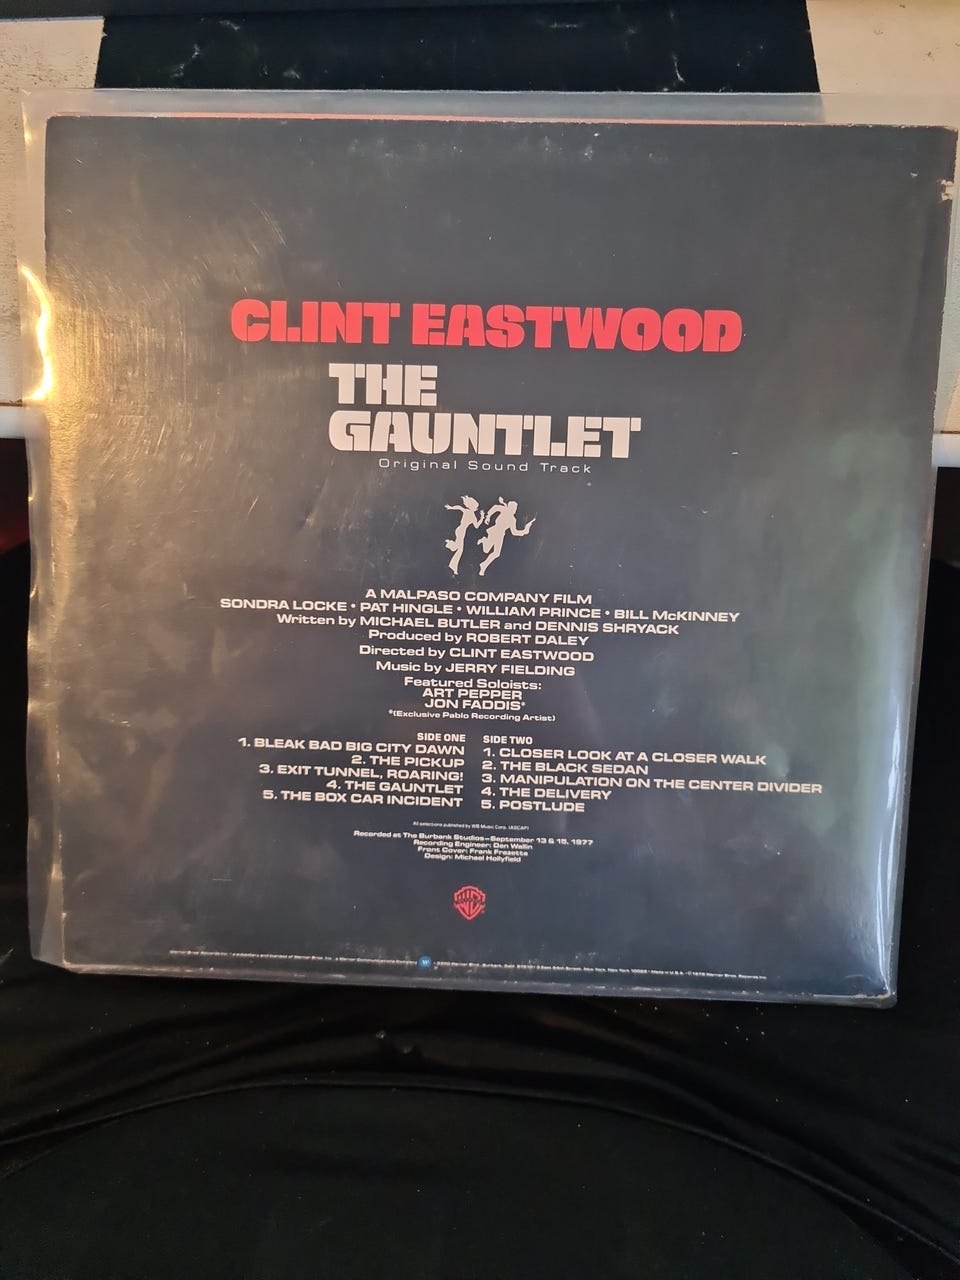 CLINT EASTWOOD
THE
GAUNTLET
Original Sound Track
A MALPASO COMPANY FILM
SONDRA LOCKE • PAT HINGLE • WILLIAM PRINCE • BILL McKINNEY
Written by MICHAEL BUTLER and DENNIS SHRYACK
Produced by ROBERT DALEY
Directed by CLINT EASTWOOD
Music by JERRY FIELDING
Featured Soloists:
ART PEPPER
JON FADDIS*
*(Exclusive Pablo Recording Artist)
SIDE ONE
1. BLEAK BAD BIG CITY DAWN
2. THE PICKUP
3. EXIT TUNNEL, ROARING!
4. THE GAUNTLET
5. THE BOX CAR INCIDENT
SIDE TWO
1. CLOSER LOOK AT A CLOSER WALK
2. THE BLACK SEDAN
3. MANIPULATION ON THE CENTER DIVIDER
4. THE DELIVERY
5. POSTLUDE
All selections published by WB Music Corp. (ASCAP)
Recorded at The Burbank Studios—September 13 & 15, 1977
Recording Engineer: Dan Wallin
Front Cover: Frank Frazetta
Design: Michael Hollyfield